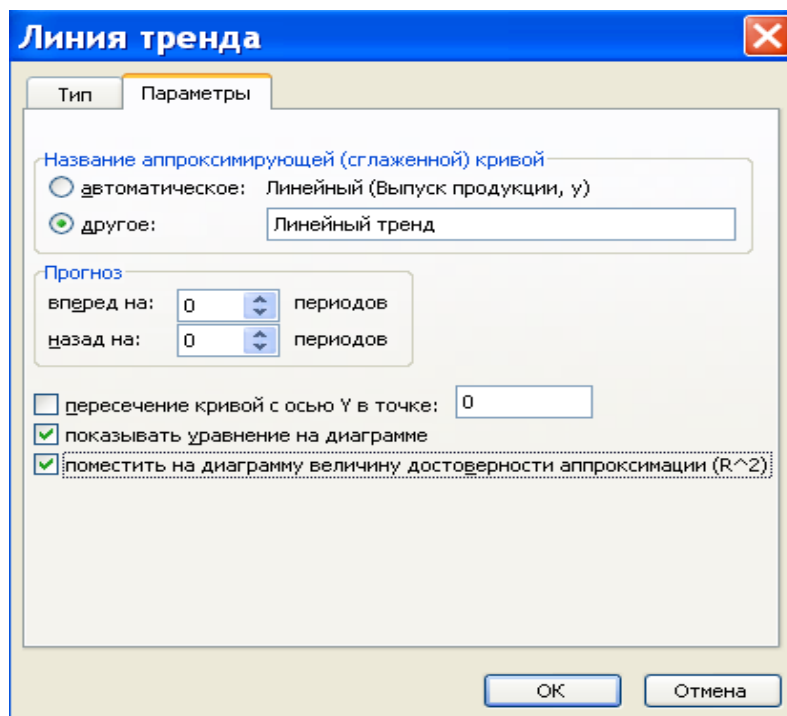 Линия тренда
Тип Параметры
Название аппроксимирующей (сглаженной) кривой
автоматическое: Линейный (Выпуск продукции, у)
другое: Линейный тренд
Прогноз
вперед на: 0 периодов
назад на: 0 периодов
пересечение кривой с осью Y в точке: 0
показывать уравнение на диаграмме
поместить на диаграмму величину достоверности аппроксимации (R^2)
ОК Отмена